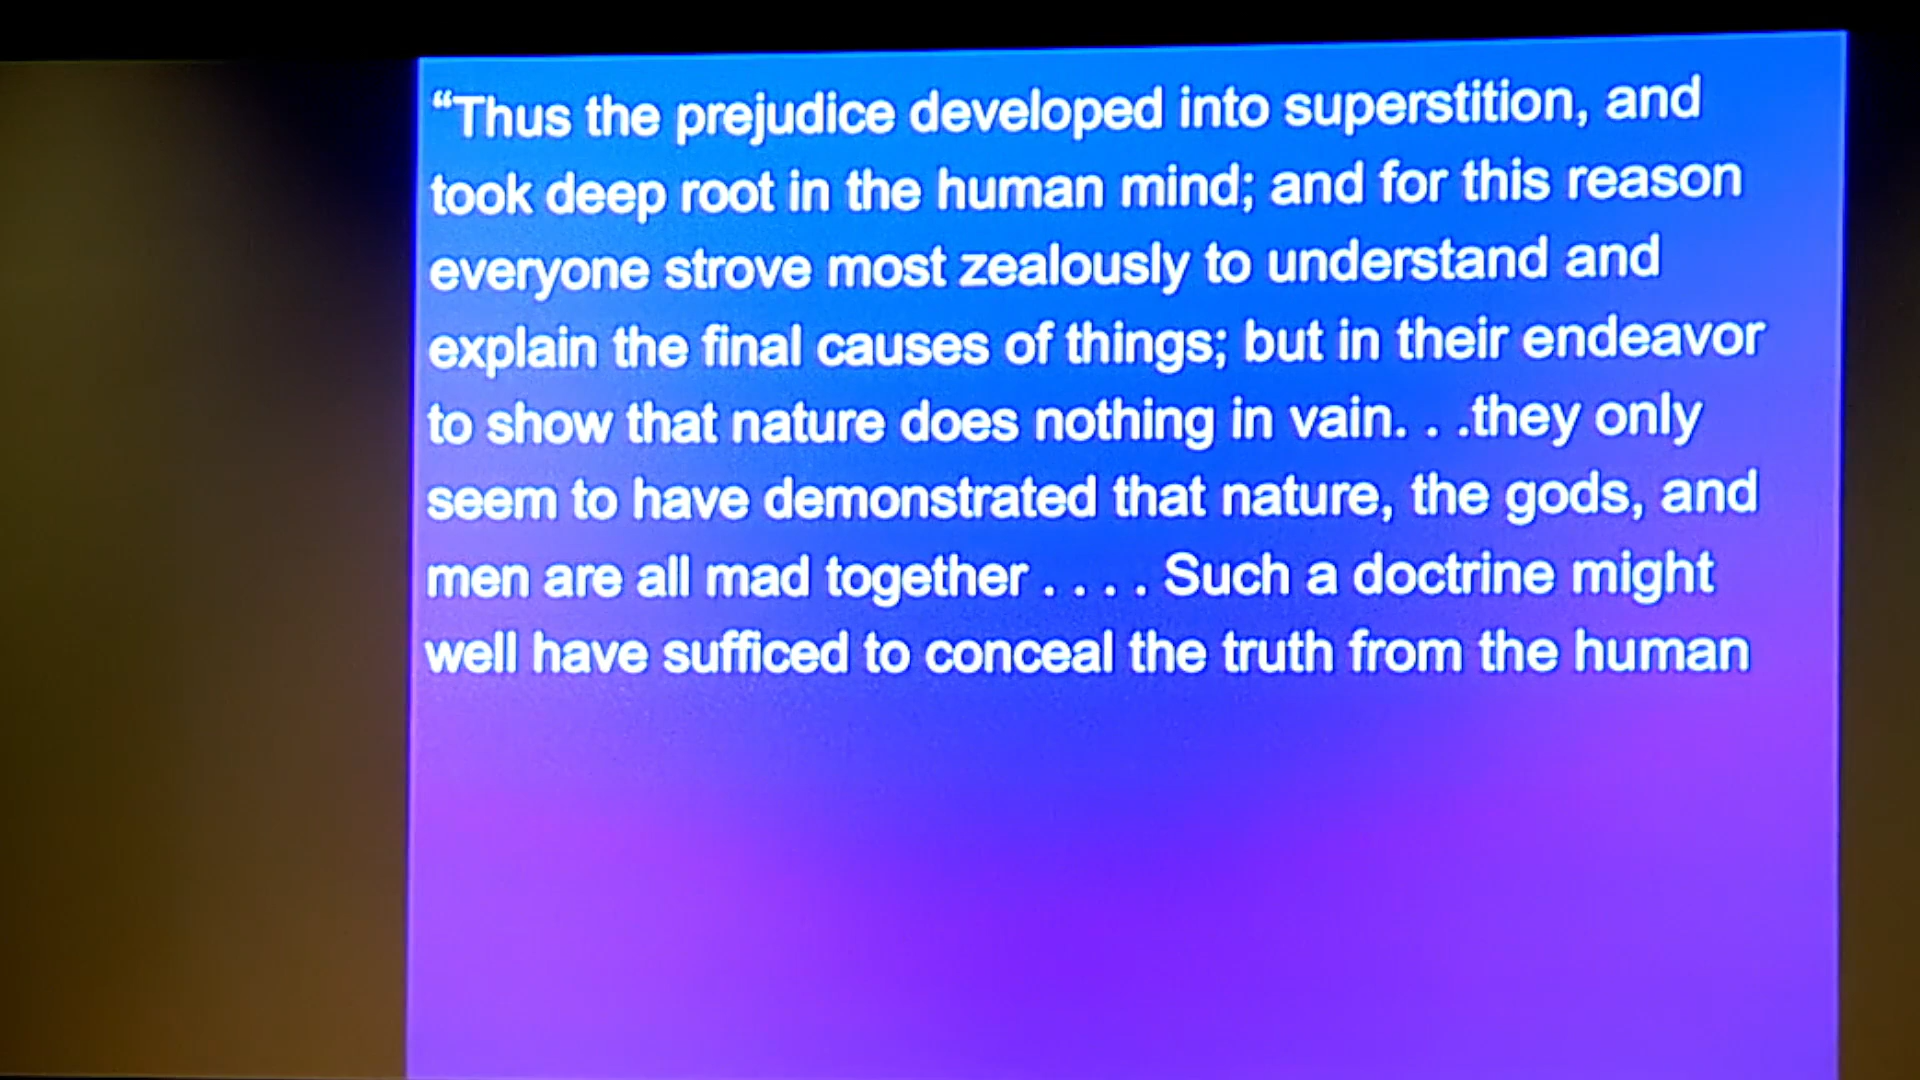 “Thus the prejudice developed into superstition, and
took deep root in the human mind; and for this reason
everyone strove most zealously to understand and
explain the final causes of things; but in their endeavor
to show that nature does nothing in vain. . .they only
seem to have demonstrated that nature, the gods, and
men are all mad together . . . . Such a doctrine might
well have sufficed to conceal the truth from the human